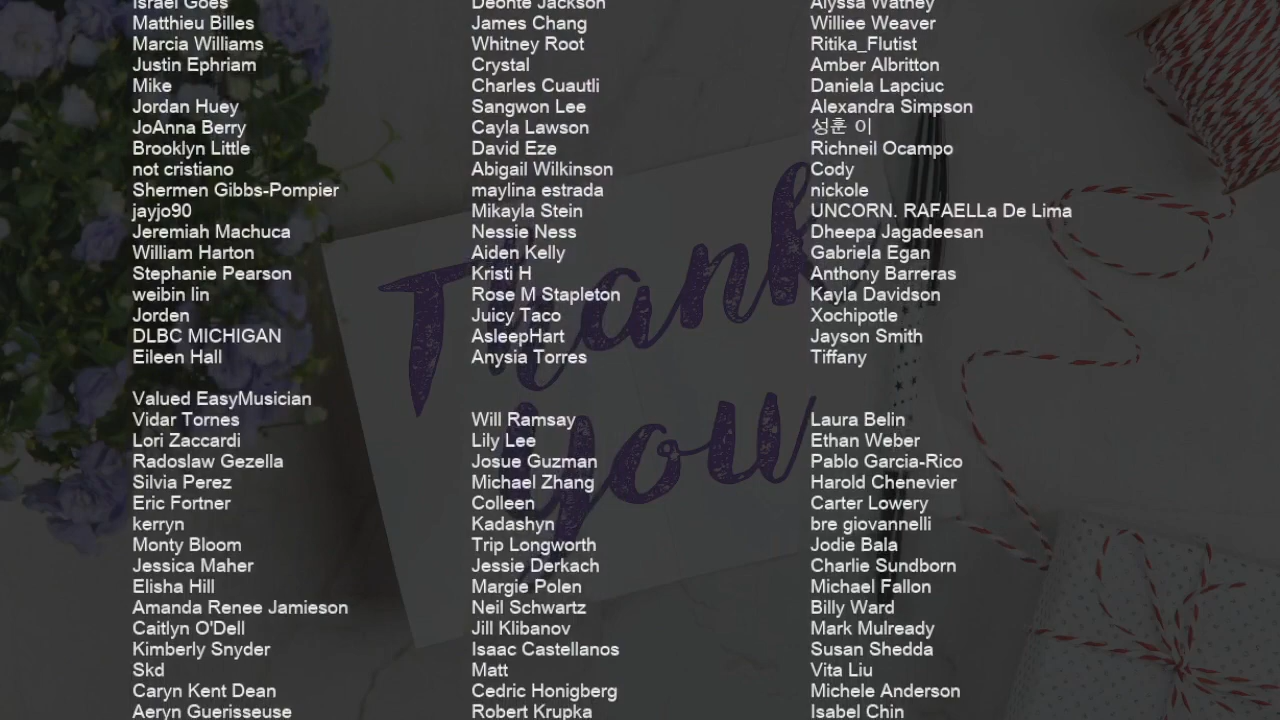 Israel Goes Deonte Jackson Alyssa Wathey
Matthieu Billes James Chang Williee Weaver
Marcia Williams Whitney Root Ritika_Flutist
Justin Ephriam Crystal Amber Albritton
Mike Charles Cuautli Daniela Lapciuc
Jordan Huey Sangwon Lee Alexandra Simpson
JoAnna Berry Cayla Lawson 성훈 이
Brooklyn Little David Eze Richneil Ocampo
not cristiano Abigail Wilkinson Cody
Shermen Gibbs-Pompier maylina estrada nickole
jayjo90 Mikayla Stein UNCORN. RAFAELLa De Lima
Jeremiah Machuca Nessie Ness Dheepa Jagadeesan
William Harton Aiden Kelly Gabriela Egan
Stephanie Pearson Kristi H Anthony Barreras
weibin lin Rose M Stapleton Kayla Davidson
Jorden Juicy Taco Xochipotle
DLBC MICHIGAN AsleepHart Jayson Smith
Eileen Hall Anysia Torres Tiffany
Valued EasyMusician
Vidar Tornes Will Ramsay Laura Belin
Lori Zaccardi Lily Lee Ethan Weber
Radoslaw Gezella Josue Guzman Pablo Garcia-Rico
Silvia Perez Michael Zhang Harold Chenevier
Eric Fortner Colleen Carter Lowery
kerryn Kadashyn bre giovannelli
Monty Bloom Trip Longworth Jodie Bala
Jessica Maher Jessie Derkach Charlie Sundborn
Elisha Hill Margie Polen Michael Fallon
Amanda Renee Jamieson Neil Schwartz Billy Ward
Caitlyn O'Dell Jill Klibanov Mark Mulready
Kimberly Snyder Isaac Castellanos Susan Shedda
Skd Matt Vita Liu
Caryn Kent Dean Cedric Honigberg Michele Anderson
Aeryn Guerisseuse Robert Krupka Isabel Chin
Thank
you